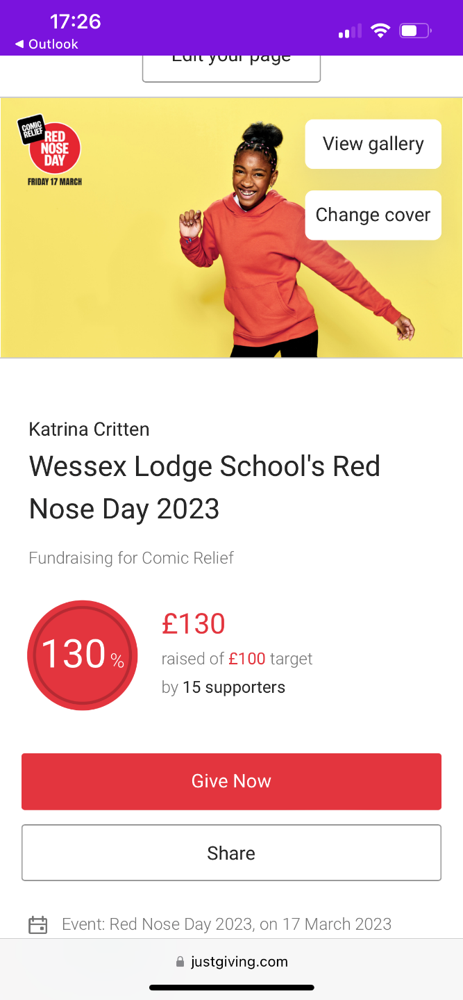 17:26
◀ Outlook
Edit your page
COMIC
RELIEF
RED
NOSE
DAY
FRIDAY 17 MARCH
View gallery
Change cover
Katrina Critten
Wessex Lodge School's Red
Nose Day 2023
Fundraising for Comic Relief
130 %
£130
raised of £100 target
by 15 supporters
Give Now
Share
Event: Red Nose Day 2023, on 17 March 2023
justgiving.com